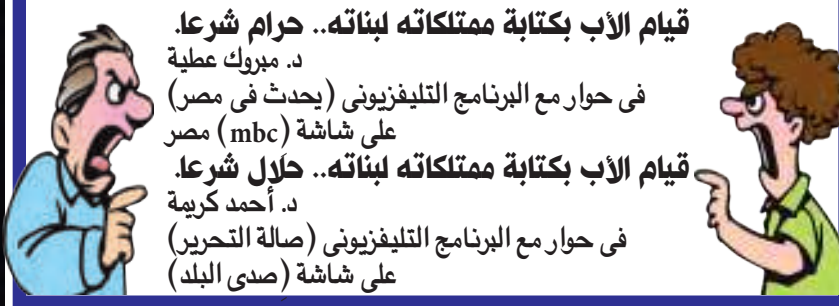 قيام الأب بكتابة ممتلكاته لبناته.. حرام شرعا.
د. مبروك عطية
فى حوار مع البرنامج التليفزيونى (يحدث فى مصر)
على شاشة (mbc) مصر
قيام الأب بكتابة ممتلكاته لبناته.. حلال شرعا.
د. أحمد كريمة
فى حوار مع البرنامج التليفزيونى (صالة التحرير)
على شاشة (صدى البلد)